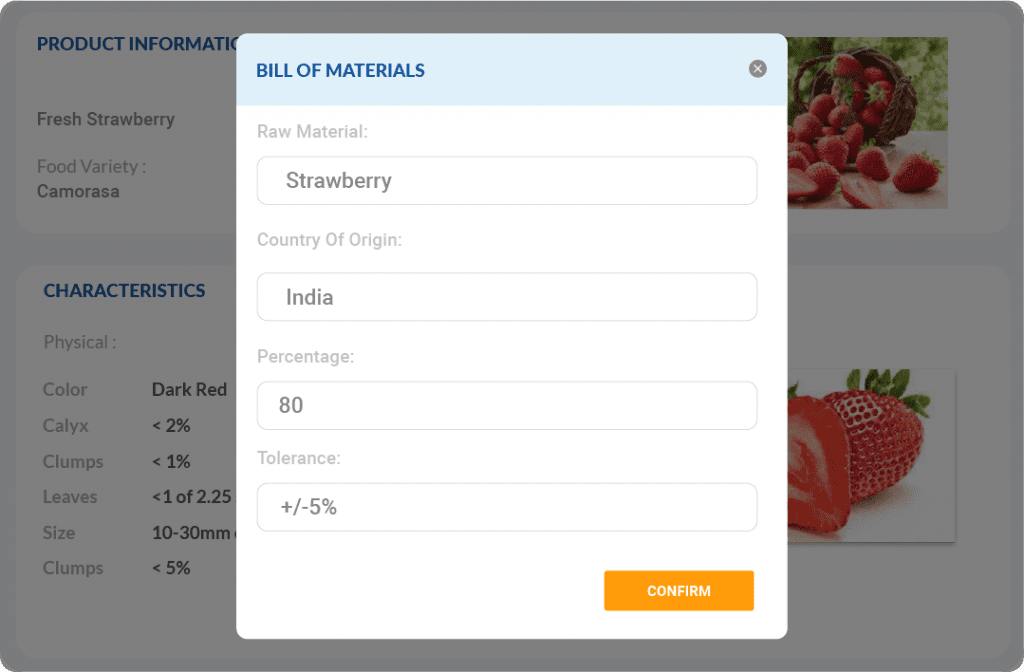 PRODUCT INFORMATIO
Fresh Strawberry
Food Variety :
Camorasa
BILL OF MATERIALS
Raw Material:
Strawberry
Country Of Origin:
India
Percentage:
80
Tolerance:
+/-5%
CONFIRM
CHARACTERISTICS
Physical :
Color Dark Red
Calyx < 2%
Clumps < 1%
Leaves <1 of 2.25
Size 10-30mm
Clumps < 5%